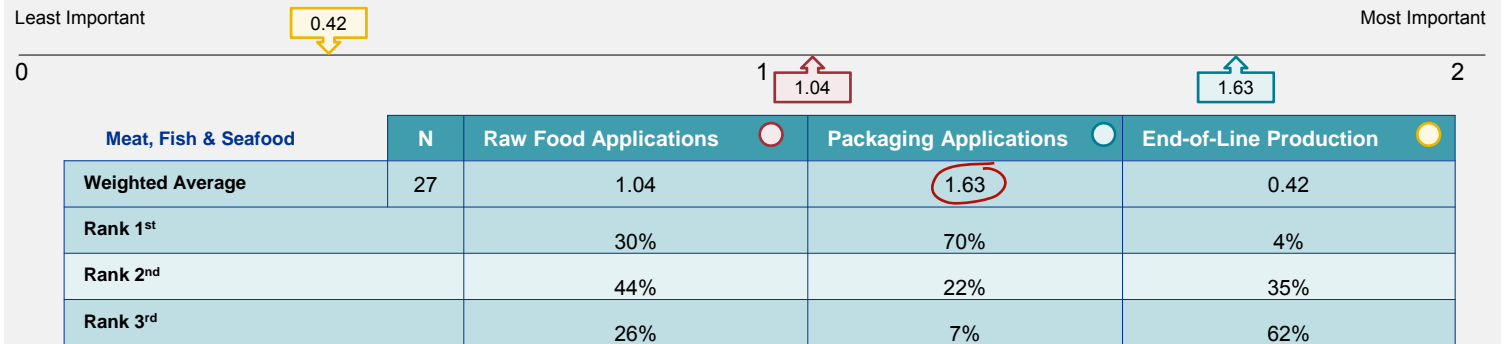 Least Important 0.42 Most Important
0 1 1.04 1.63 2
Meat, Fish & Seafood N Raw Food Applications Packaging Applications End-of-Line Production
Weighted Average 27 1.04 1.63 0.42
Rank 1st 30% 70% 4%
Rank 2nd 44% 22% 35%
Rank 3rd 26% 7% 62%